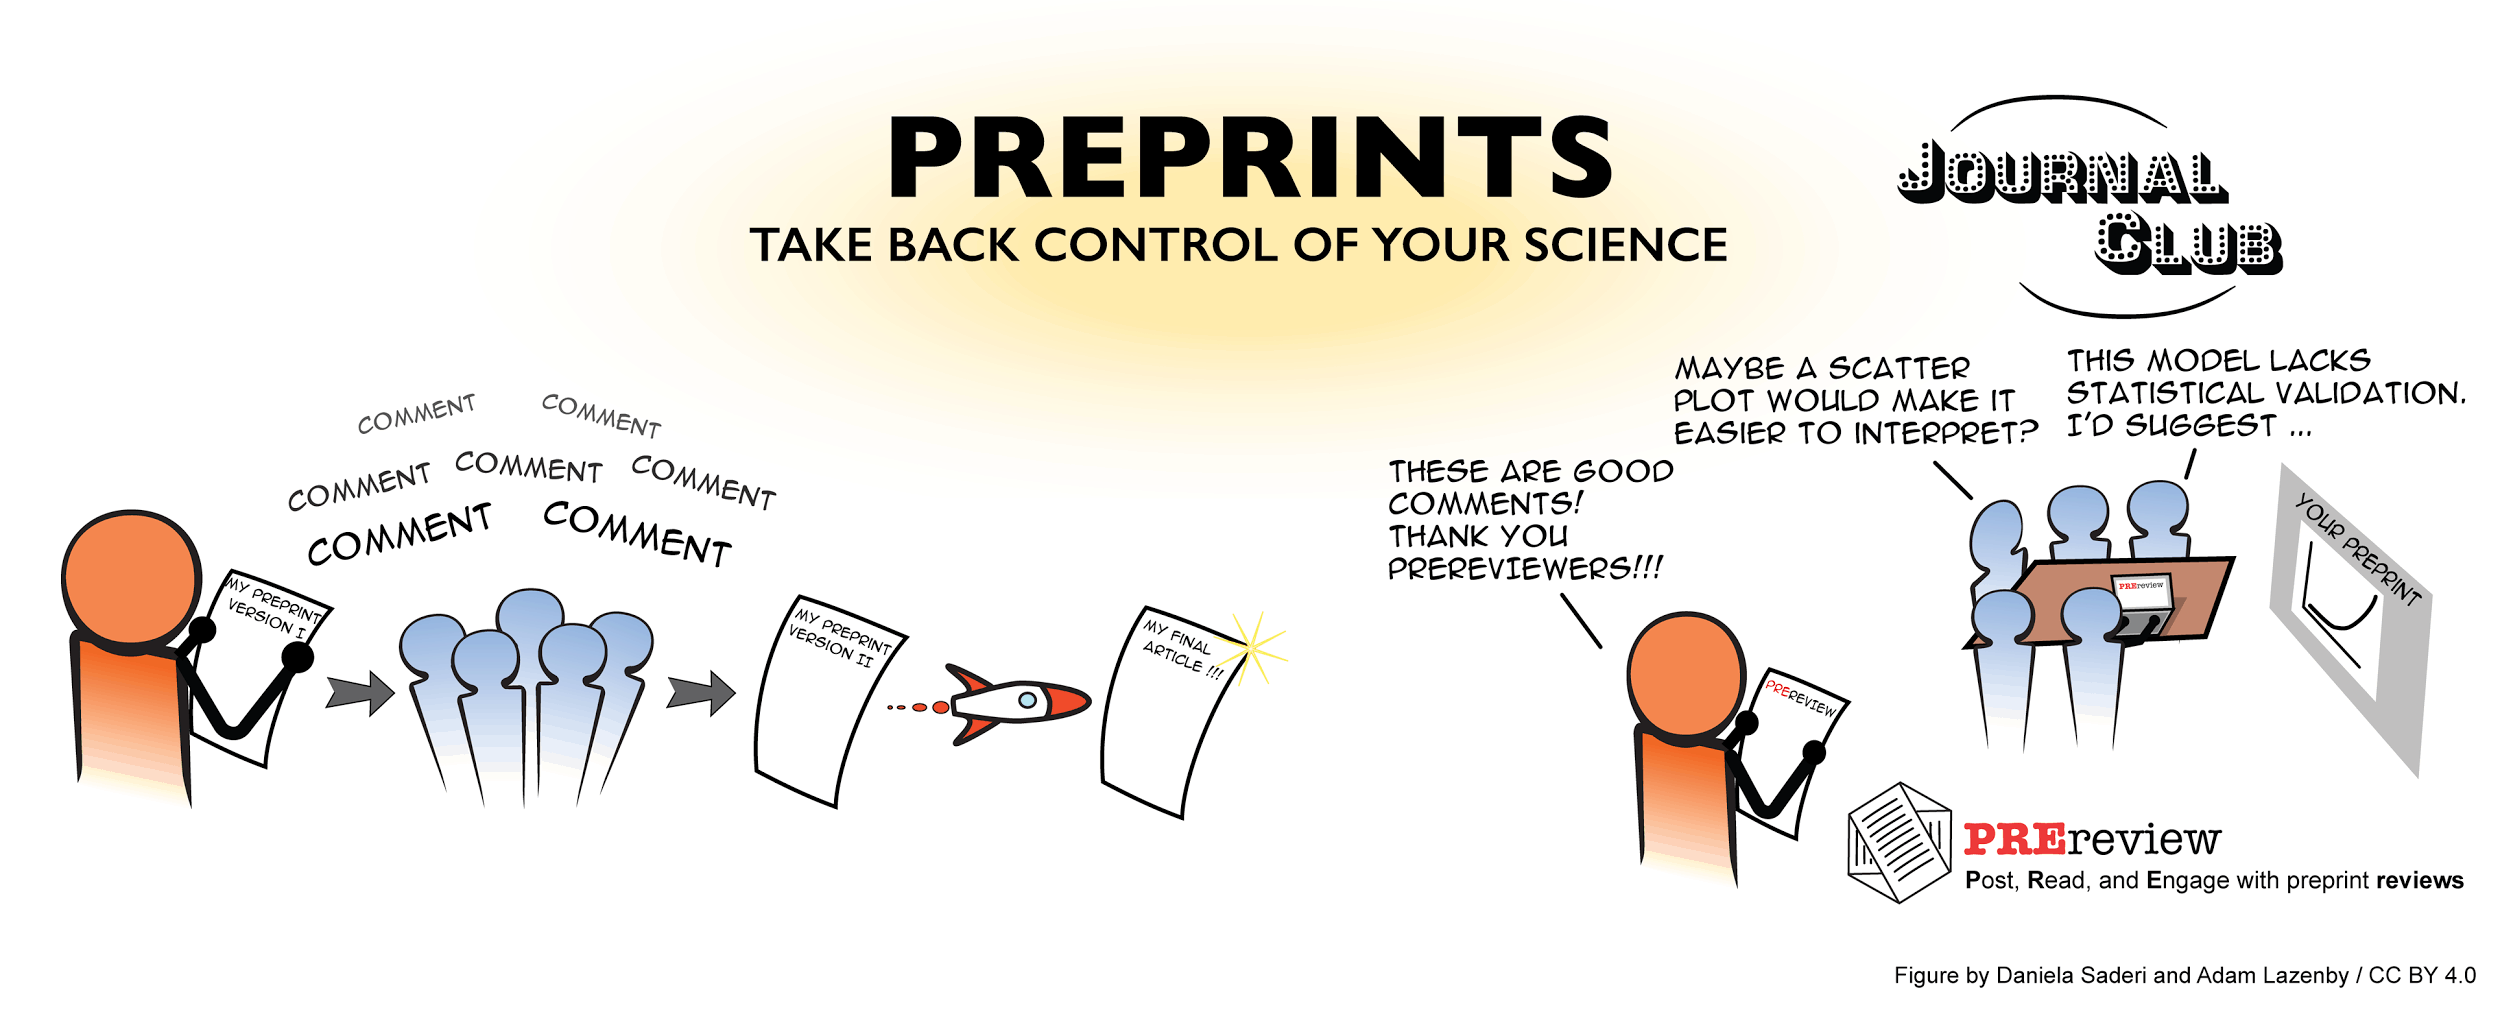 PREPRINTS
TAKE BACK CONTROL OF YOUR SCIENCE
JOURNAL
CLUB
COMMENT
COMMENT
COMMENT
COMMENT
COMMENT
COMMENT
COMMENT
MY PREPRINT
VERSION I
MY PREPRINT
VERSION II
MY FINAL
ARTICLE !!!
THESE ARE GOOD
COMMENTS!
THANK YOU
PREREVIEWERS!!!
MAYBE A SCATTER
PLOT WOULD MAKE IT
EASIER TO INTERPRET?
THIS MODEL LACKS
STATISTICAL VALIDATION.
I'D SUGGEST ...
PREreview
YOUR PREPRINT
PREREVIEW
PREreview
Post, Read, and Engage with preprint reviews
Figure by Daniela Saderi and Adam Lazenby / CC BY 4.0